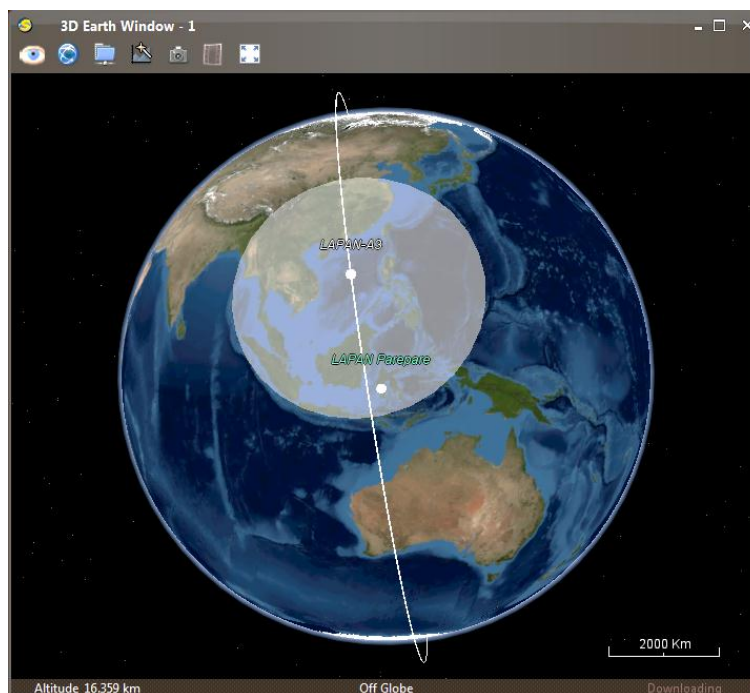 3D Earth Window - 1
LAPAN-A3
LAPAN Parepare
2000 Km
Altitude 16.359 km
Off Globe
Downloading